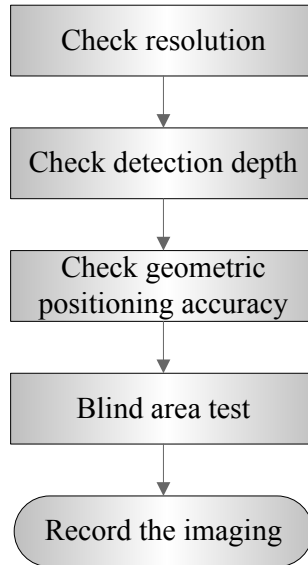 Check resolution
Check detection depth
Check geometric
positioning accuracy
Blind area test
Record the imaging